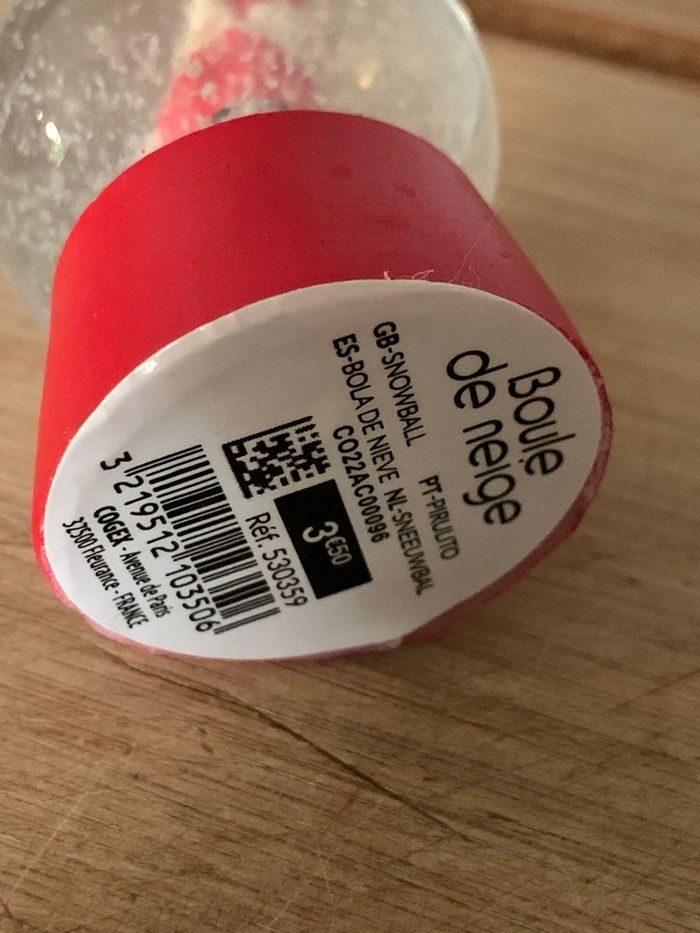 Boule
de neige
GB-SNOWBALL PT-PIRULITO
ES-BOLA DE NIEVE NL-SNEEUWBAL
CO22AC00096
3€50
Réf. 530359
3 219512 103506
COGEX - Avenue de Paris
32500 Fleurance - FRANCE